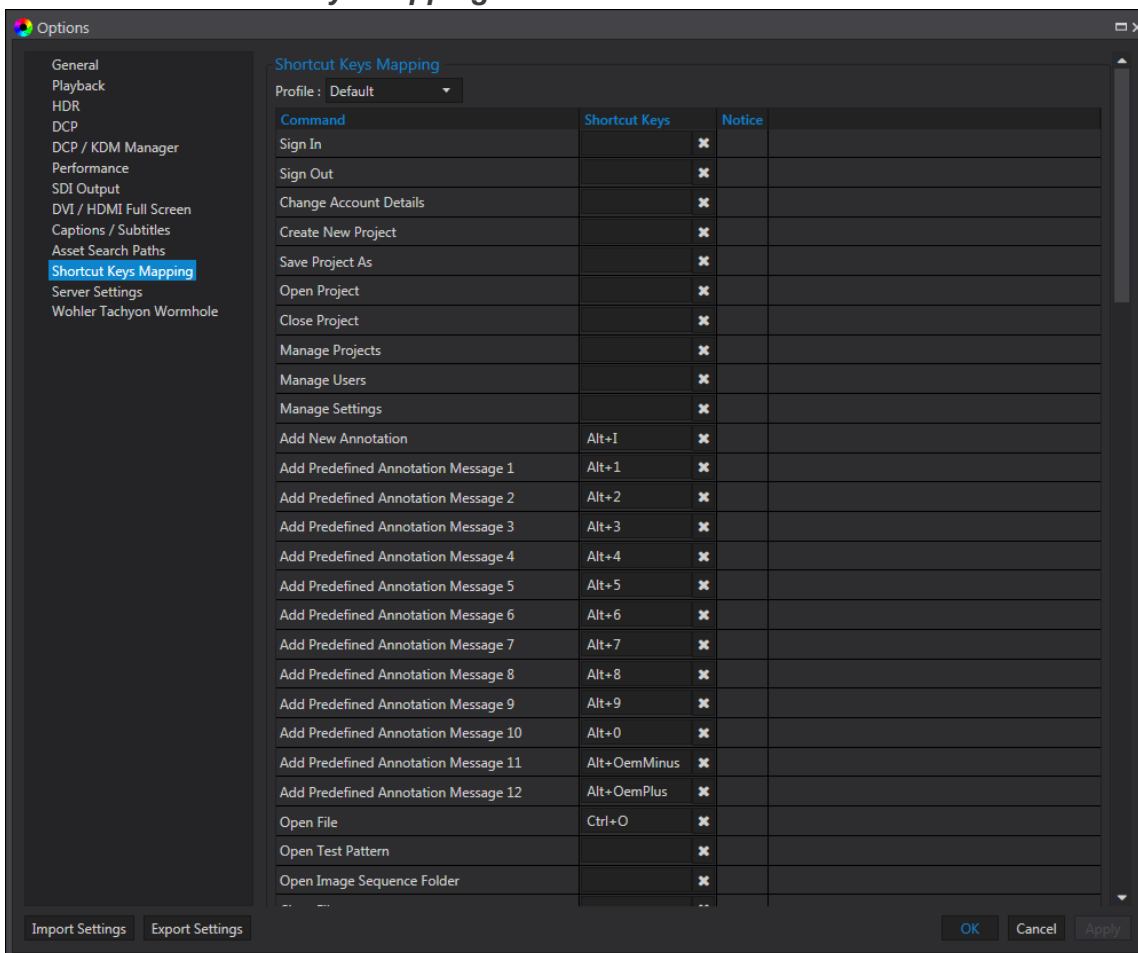 Options
General
Playback
HDR
DCP
DCP / KDM Manager
Performance
SDI Output
DVI / HDMI Full Screen
Captions / Subtitles
Asset Search Paths
Shortcut Keys Mapping
Server Settings
Wohler Tachyon Wormhole
Shortcut Keys Mapping
Profile : Default
Command Shortcut Keys Notice
Sign In
Sign Out
Change Account Details
Create New Project
Save Project As
Open Project
Close Project
Manage Projects
Manage Users
Manage Settings
Add New Annotation Alt+I
Add Predefined Annotation Message 1 Alt+1
Add Predefined Annotation Message 2 Alt+2
Add Predefined Annotation Message 3 Alt+3
Add Predefined Annotation Message 4 Alt+4
Add Predefined Annotation Message 5 Alt+5
Add Predefined Annotation Message 6 Alt+6
Add Predefined Annotation Message 7 Alt+7
Add Predefined Annotation Message 8 Alt+8
Add Predefined Annotation Message 9 Alt+9
Add Predefined Annotation Message 10 Alt+0
Add Predefined Annotation Message 11 Alt+OemMinus
Add Predefined Annotation Message 12 Alt+OemPlus
Open File Ctrl+O
Open Test Pattern
Open Image Sequence Folder
Import Settings Export Settings OK Cancel Apply